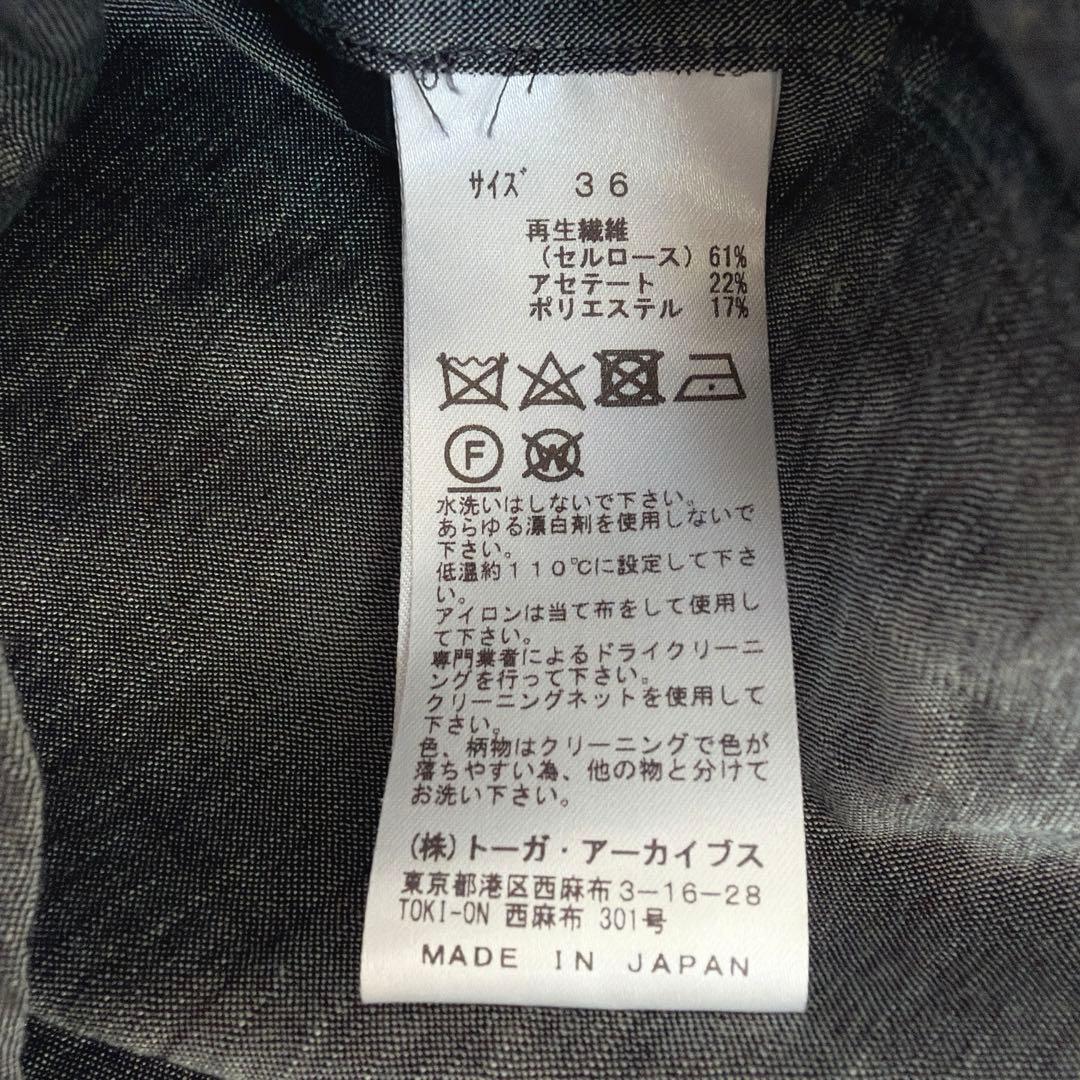 サイズ 36
再生繊維
(セルロース) 61%
アセテート 22%
ポリエステル 17%
F
W
水洗いはしないで下さい。
あらゆる漂白剤を使用しないで
下さい。
低温約110℃に設定して下さ
い。
アイロンは当て布をして使用し
て下さい。
専門業者によるドライクリーニ
ングを行って下さい。
クリーニングネットを使用して
下さい。
色、柄物はクリーニングで色が
落ちやすい為、他の物と分けて
お洗い下さい。
(株)トーガ・アーカイブス
東京都港区西麻布3-16-28
TOKI-ON 西麻布 301号
MADE IN JAPAN